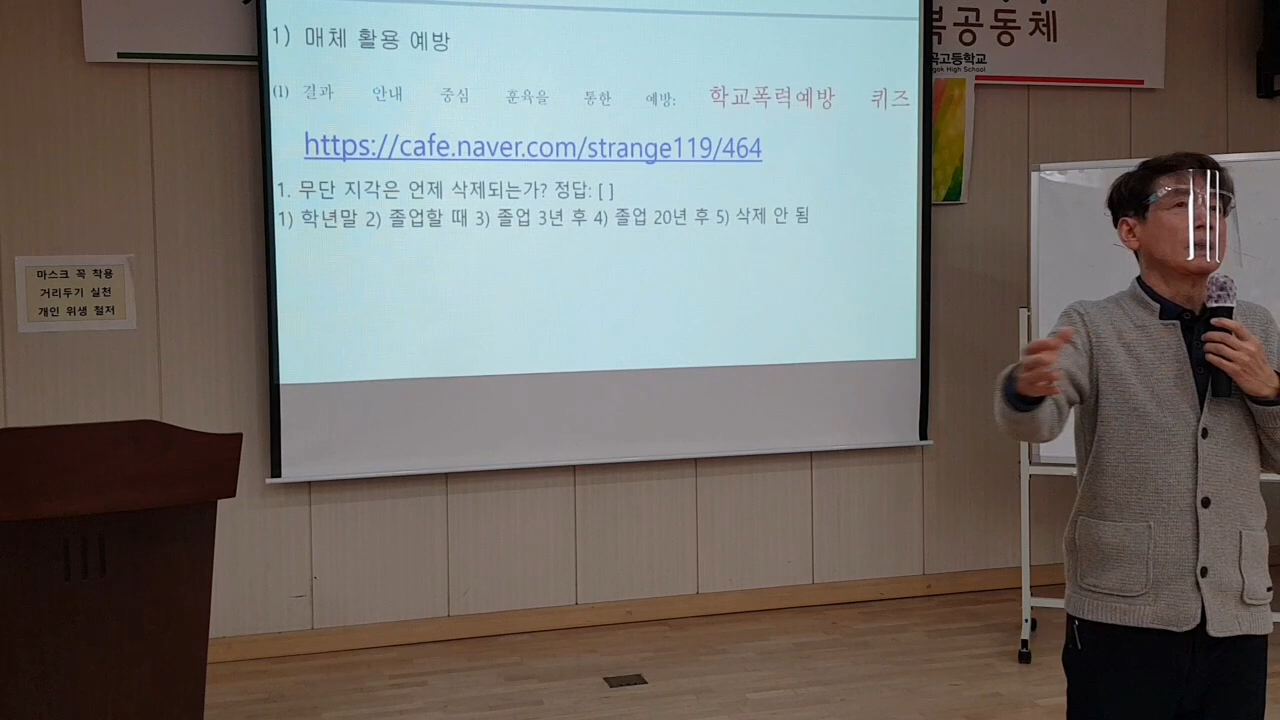 복공동체
곡고등학교
gok High School
1) 매체 활용 예방
(1) 결과 안내 중심 훈육을 통한 예방: 학교폭력예방 퀴즈
https://cafe.naver.com/strange119/464
1. 무단 지각은 언제 삭제되는가? 정답: [ ]
1) 학년말 2) 졸업할 때 3) 졸업 3년 후 4) 졸업 20년 후 5) 삭제 안 됨
마스크 꼭 착용
거리두기 실천
개인 위생 철저